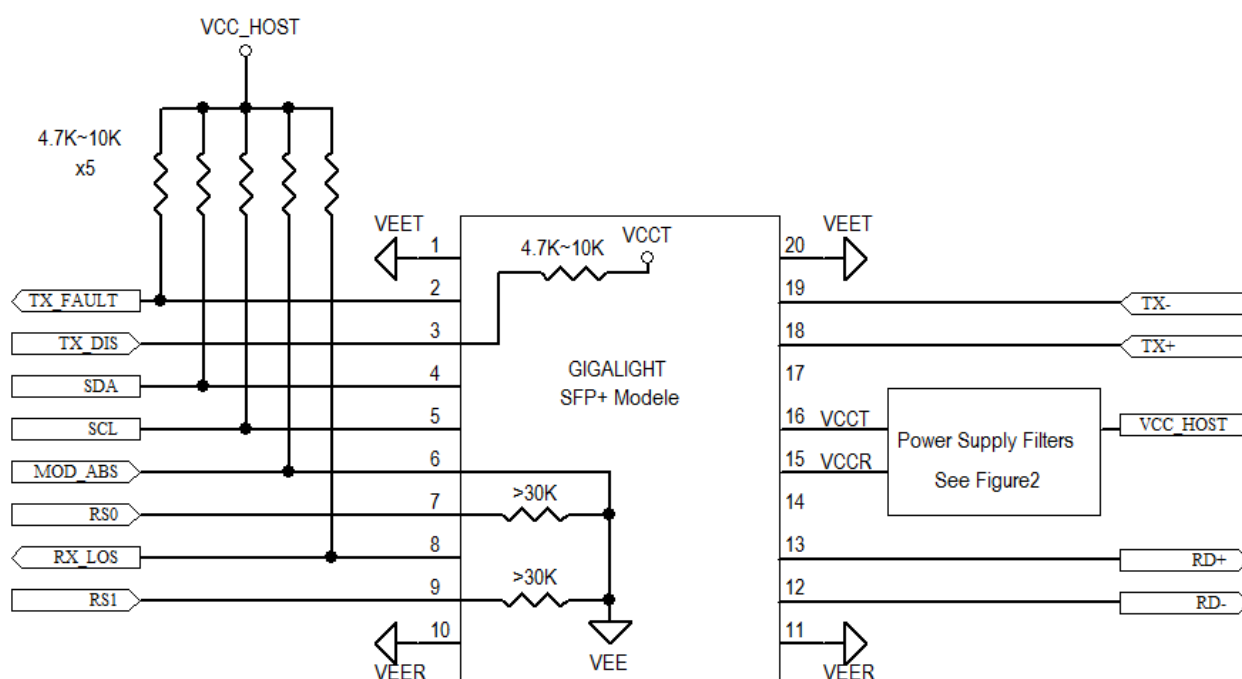 VCC_HOST
4.7K~10K
x5
VEET
1
4.7K~10K
VCCT
20
VEET
TX_FAULT
2
19
TX-
TX_DIS
3
18
TX+
SDA
4
GIGALIGHT
SFP+ Modele
17
SCL
5
16
VCCT
Power Supply Filters
See Figure2
VCC_HOST
MOD_ABS
6
15
VCCR
RS0
7
>30K
14
RX_LOS
8
13
RD+
RS1
9
>30K
12
RD-
10
VEER
VEE
11
VEER